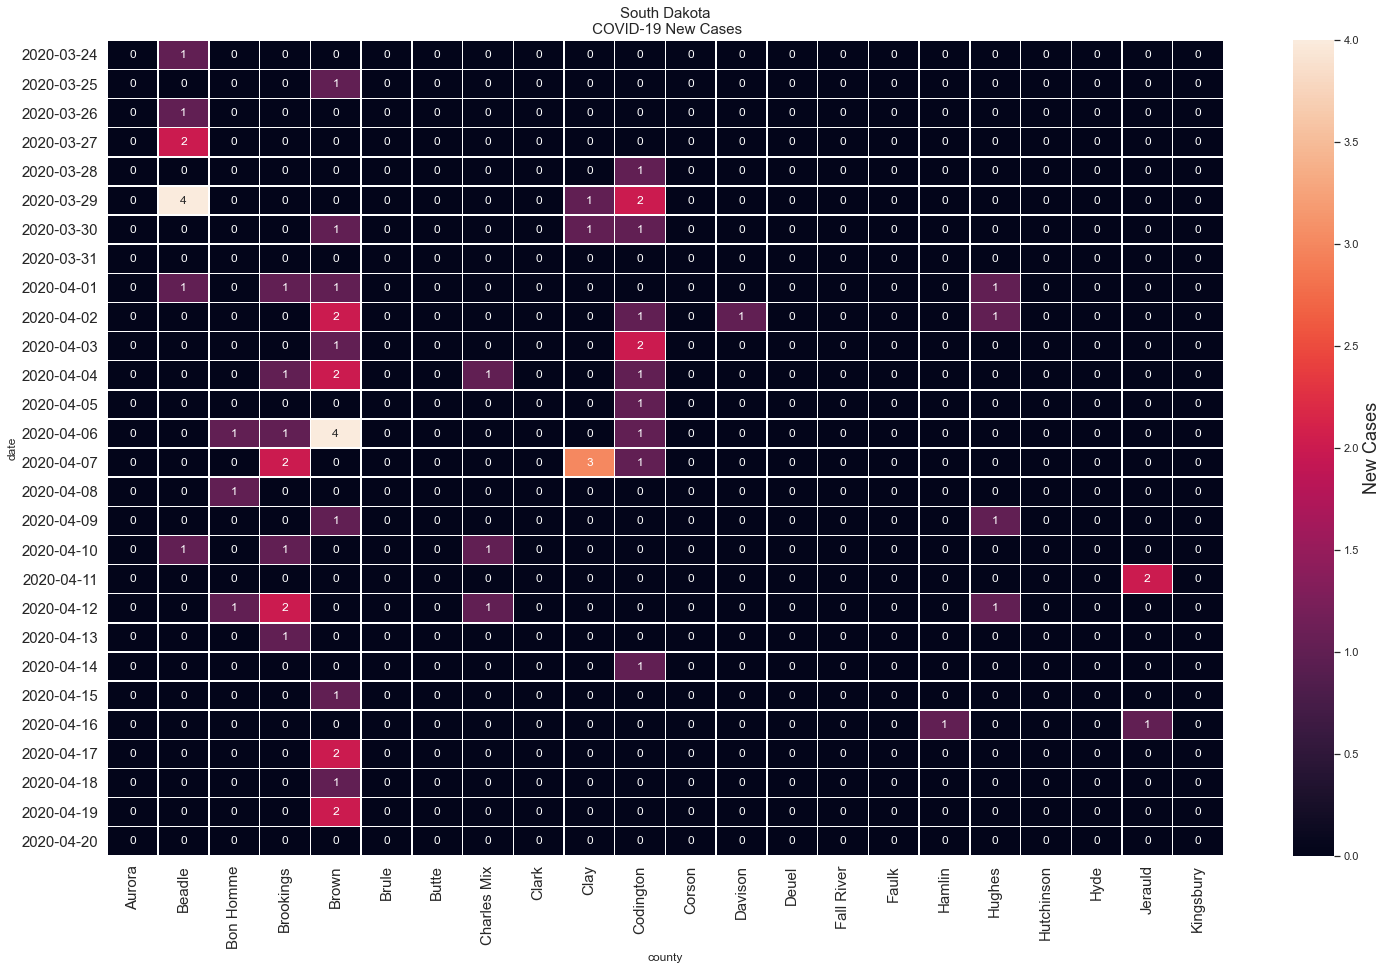 South Dakota
COVID-19 New Cases
2020-03-24 0 1 0 0 0 0 0 0 0 0 0 0 0 0 0 0 0 0 0 0 0 0
2020-03-25 0 0 0 0 1 0 0 0 0 0 0 0 0 0 0 0 0 0 0 0 0 0
2020-03-26 0 1 0 0 0 0 0 0 0 0 0 0 0 0 0 0 0 0 0 0 0 0
2020-03-27 0 2 0 0 0 0 0 0 0 0 0 0 0 0 0 0 0 0 0 0 0 0
2020-03-28 0 0 0 0 0 0 0 0 0 0 1 0 0 0 0 0 0 0 0 0 0 0
2020-03-29 0 4 0 0 0 0 0 0 0 1 2 0 0 0 0 0 0 0 0 0 0 0
2020-03-30 0 0 0 0 1 0 0 0 0 1 1 0 0 0 0 0 0 0 0 0 0 0
2020-03-31 0 0 0 0 0 0 0 0 0 0 0 0 0 0 0 0 0 0 0 0 0 0
2020-04-01 0 1 0 1 1 0 0 0 0 0 0 0 0 0 0 0 0 1 0 0 0 0
2020-04-02 0 0 0 0 2 0 0 0 0 0 1 0 1 0 0 0 0 1 0 0 0 0
2020-04-03 0 0 0 0 1 0 0 0 0 0 2 0 0 0 0 0 0 0 0 0 0 0
2020-04-04 0 0 0 1 2 0 0 1 0 0 1 0 0 0 0 0 0 0 0 0 0 0
2020-04-05 0 0 0 0 0 0 0 0 0 0 1 0 0 0 0 0 0 0 0 0 0 0
2020-04-06 0 0 1 1 4 0 0 0 0 0 1 0 0 0 0 0 0 0 0 0 0 0
2020-04-07 0 0 0 2 0 0 0 0 0 3 1 0 0 0 0 0 0 0 0 0 0 0
2020-04-08 0 0 1 0 0 0 0 0 0 0 0 0 0 0 0 0 0 0 0 0 0 0
2020-04-09 0 0 0 0 1 0 0 0 0 0 0 0 0 0 0 0 0 1 0 0 0 0
2020-04-10 0 1 0 1 0 0 0 1 0 0 0 0 0 0 0 0 0 0 0 0 0 0
2020-04-11 0 0 0 0 0 0 0 0 0 0 0 0 0 0 0 0 0 0 0 0 2 0
2020-04-12 0 0 1 2 0 0 0 1 0 0 0 0 0 0 0 0 0 1 0 0 0 0
2020-04-13 0 0 0 1 0 0 0 0 0 0 0 0 0 0 0 0 0 0 0 0 0 0
2020-04-14 0 0 0 0 0 0 0 0 0 0 1 0 0 0 0 0 0 0 0 0 0 0
2020-04-15 0 0 0 0 1 0 0 0 0 0 0 0 0 0 0 0 0 0 0 0 0 0
2020-04-16 0 0 0 0 0 0 0 0 0 0 0 0 0 0 0 0 1 0 0 0 1 0
2020-04-17 0 0 0 0 2 0 0 0 0 0 0 0 0 0 0 0 0 0 0 0 0 0
2020-04-18 0 0 0 0 1 0 0 0 0 0 0 0 0 0 0 0 0 0 0 0 0 0
2020-04-19 0 0 0 0 2 0 0 0 0 0 0 0 0 0 0 0 0 0 0 0 0 0
2020-04-20 0 0 0 0 0 0 0 0 0 0 0 0 0 0 0 0 0 0 0 0 0 0
date
Aurora
Beadle
Bon Homme
Brookings
Brown
Brule
Butte
Charles Mix
Clark
Clay
Codington
Corson
Davison
Deuel
Fall River
Faulk
Hamlin
Hughes
Hutchinson
Hyde
Jerauld
Kingsbury
county
4.0
3.5
3.0
2.5
2.0
1.5
1.0
0.5
0.0
New Cases